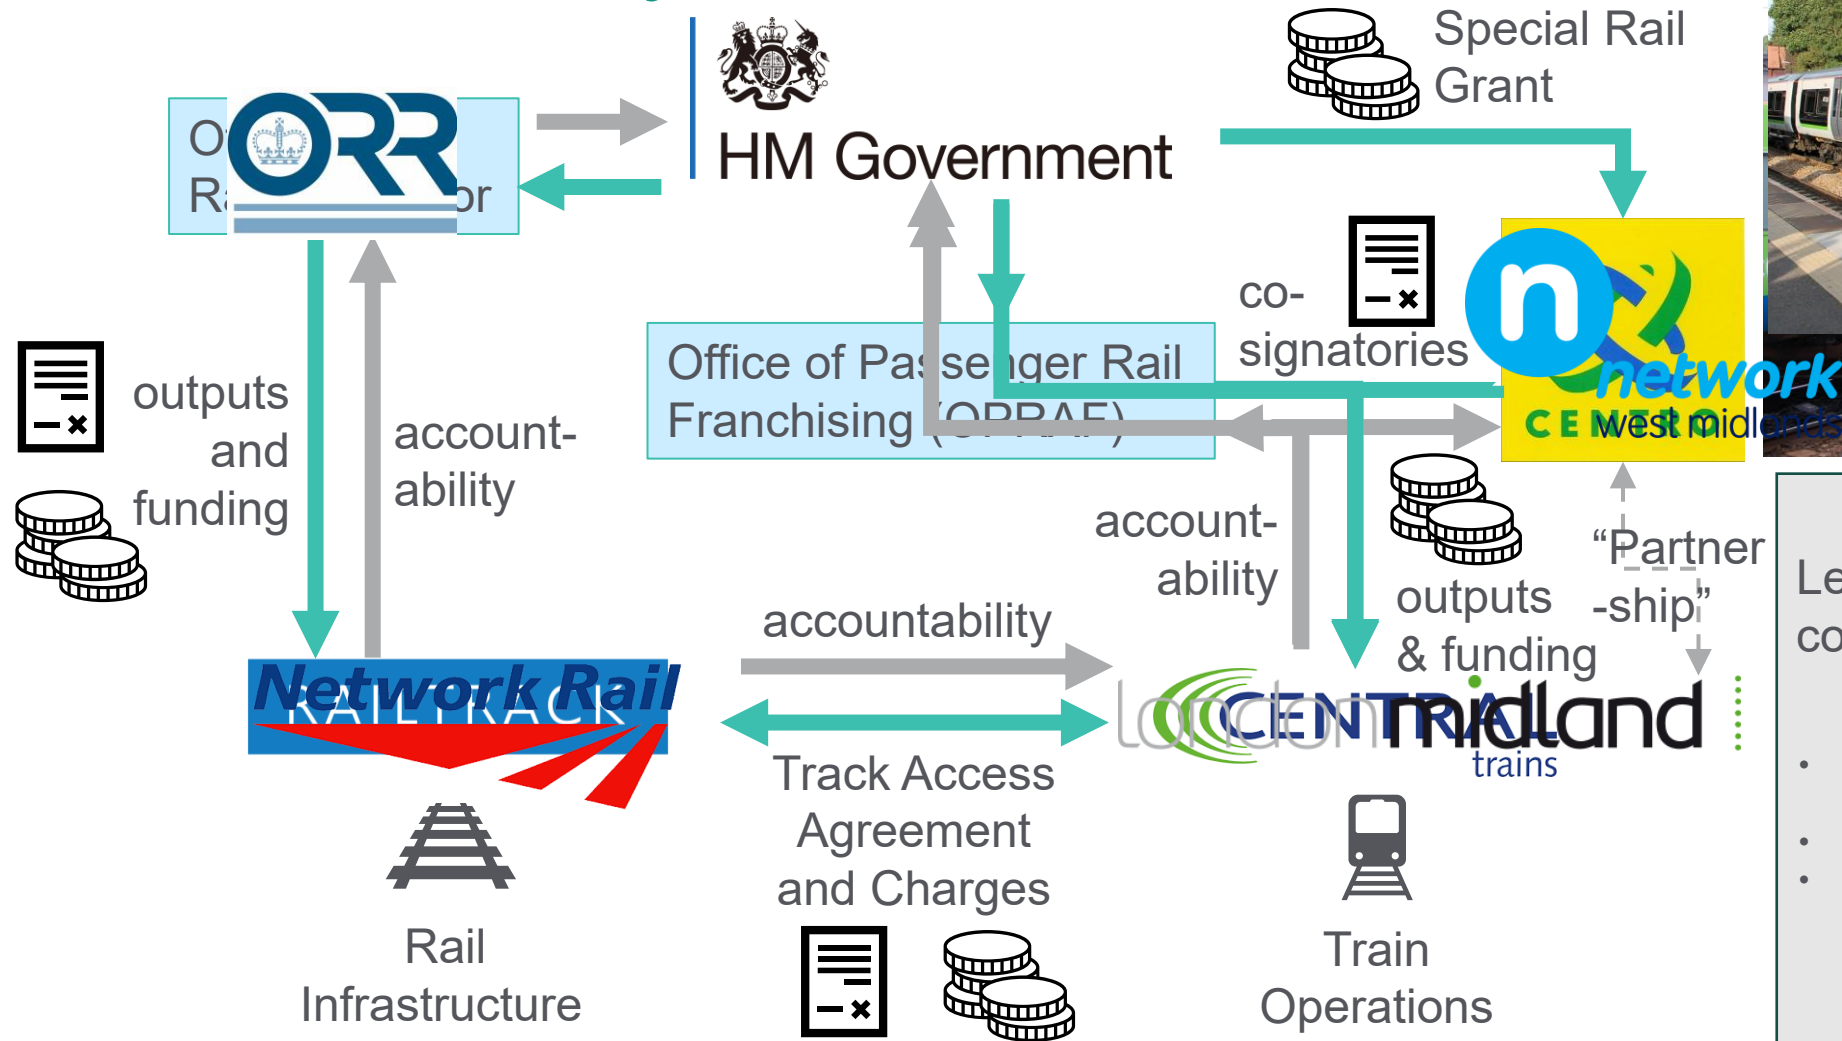 Special Rail
Grant
ORR
HM Government
co-
signatories
Office of Passenger Rail
Franchising (OPRAF)
n
network
west midlands
CENTRO
outputs
and
funding
account-
ability
account-
ability
"Partner
-ship"
outputs
& funding
accountability
Network Rail
RAILTRACK
london midland
CENTRAL
trains
Track Access
Agreement
and Charges
Rail
Infrastructure
Train
Operations